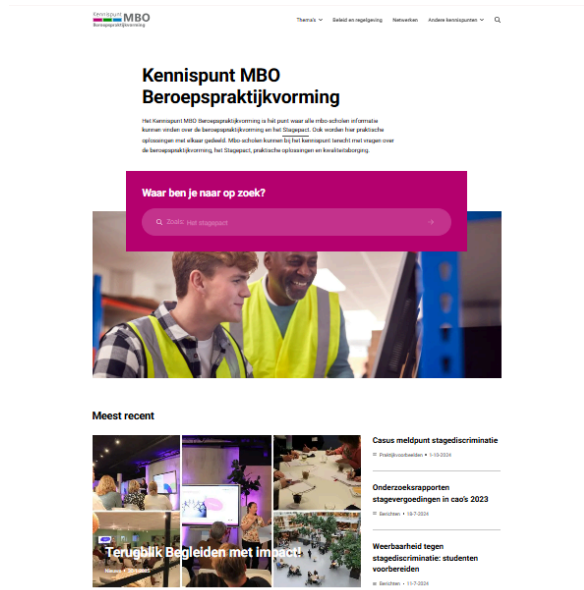 Kennispunt
MBO
Beroepspraktijkvorming
Thema's
Beleid en regelgeving
Netwerken
Andere kennispunten
Kennispunt MBO
Beroepspraktijkvorming
Het Kennispunt MBO Beroepspraktijkvorming is hét punt waar alle mbo-scholen informatie
kunnen vinden over de beroepspraktijkvorming en het Stagepact. Ook worden hier praktische
oplossingen met elkaar gedeeld. Mbo-scholen kunnen bij het kennispunt terecht met vragen over
de beroepspraktijkvorming, het Stagepact, praktische oplossingen en kwaliteitsborging.
Waar ben je naar op zoek?
Zoals: Het stagepact
Meest recent
Terugblik Begleiden met impact!
Nieuws
Casus meldpunt stagediscriminatie
Praktijkvoorbeelden • 1-10-2024
Onderzoeksrapporten
stagevergoedingen in cao's 2023
Berichten • 18-7-2024
Weerbaarheid tegen
stagediscriminatie: studenten
voorbereiden
Berichten • 11-7-2024